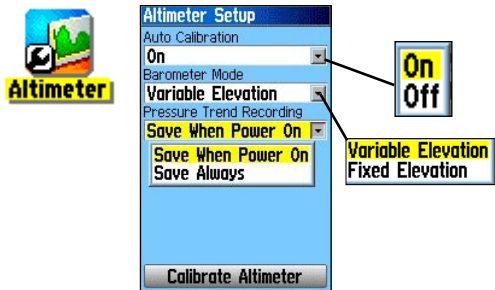 Altimeter
Altimeter Setup
Auto Calibration
On
Barometer Mode
Variable Elevation
Pressure Trend Recording
Save When Power On
Save When Power On
Save Always
Calibrate Altimeter
On
Off
Variable Elevation
Fixed Elevation